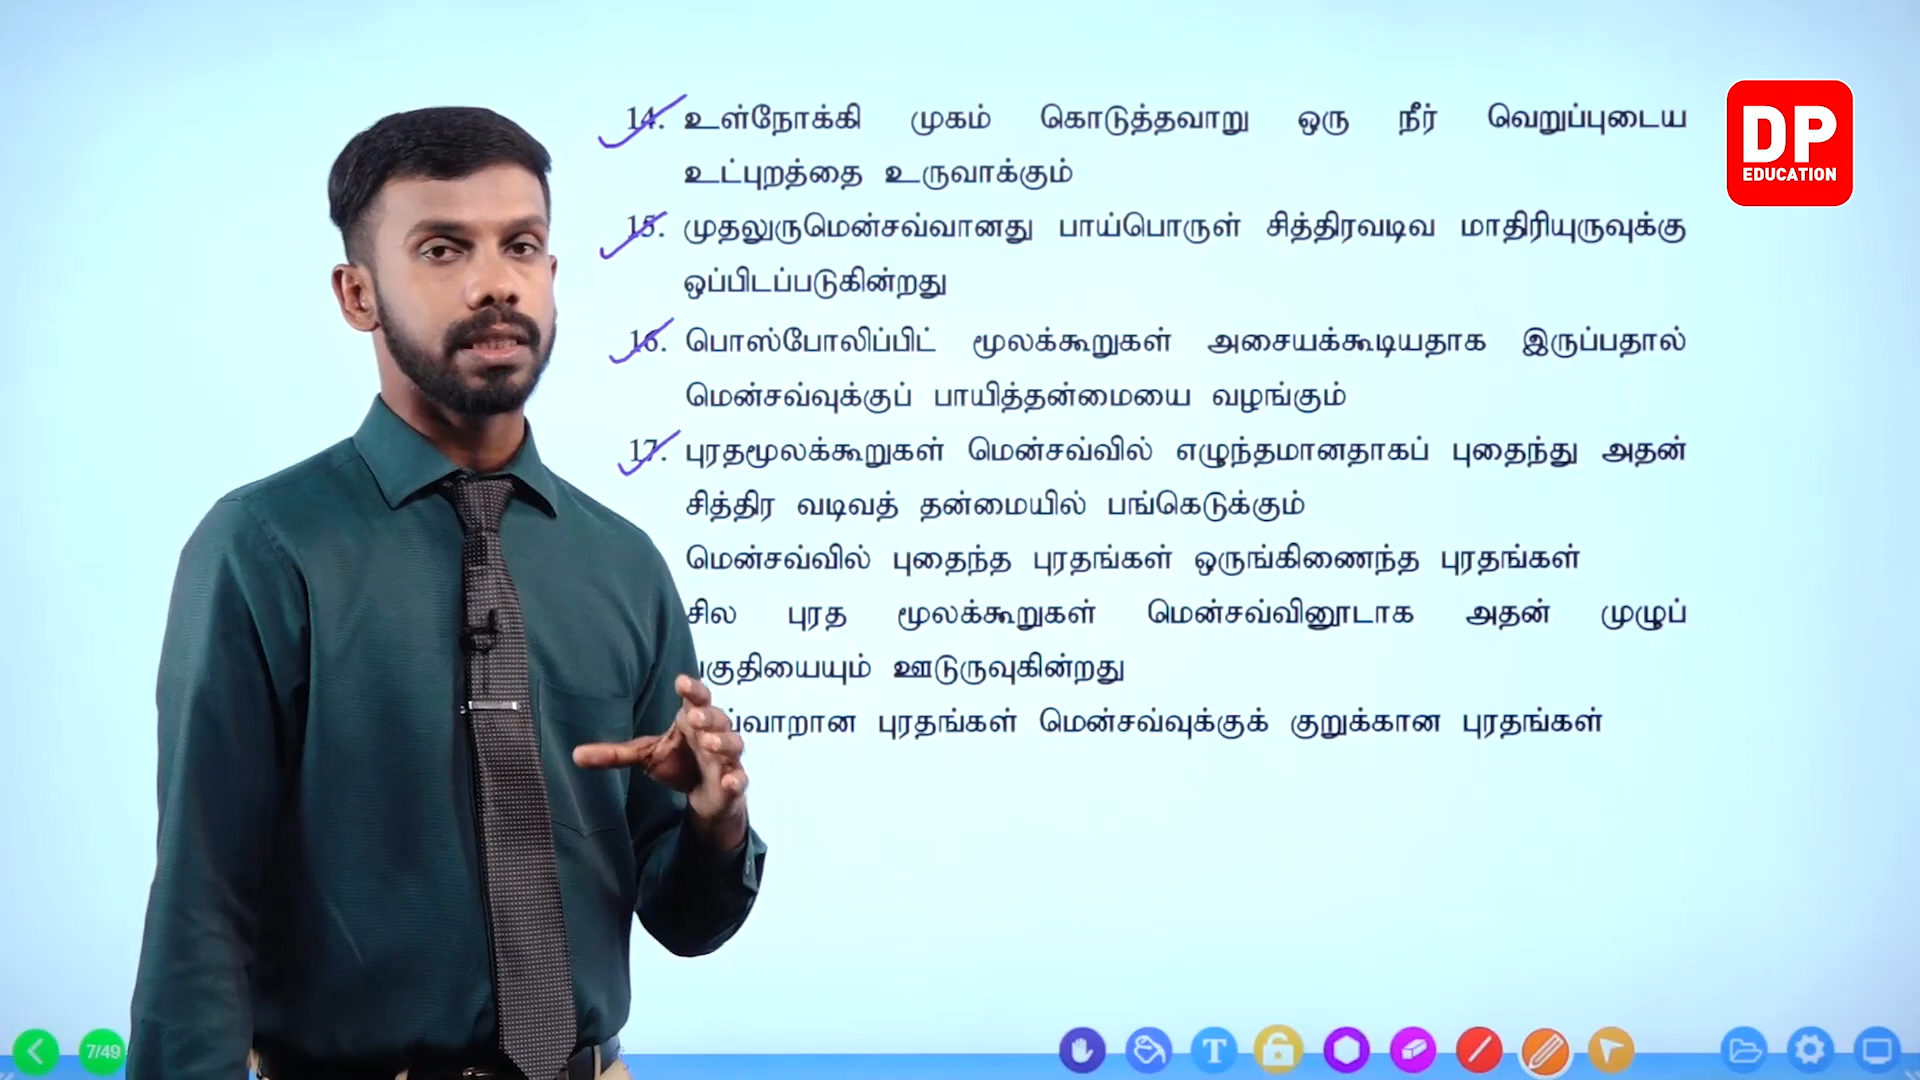 14. உள்நோக்கி முகம் கொடுத்தவாறு ஒரு நீர் வெறுப்புடைய
உட்புறத்தை உருவாக்கும்
15. முதலுருமென்சவ்வானது பாய்பொருள் சித்திரவடிவ மாதிரியுருவுக்கு
ஒப்பிடப்படுகின்றது
16. பொஸ்போலிப்பிட் மூலக்கூறுகள் அசையக்கூடியதாக இருப்பதால்
மென்சவ்வுக்குப் பாயித்தன்மையை வழங்கும்
17. புரதமூலக்கூறுகள் மென்சவ்வில் எழுந்தமானதாகப் புதைந்து அதன்
சித்திர வடிவத் தன்மையில் பங்கெடுக்கும்
மென்சவ்வில் புதைந்த புரதங்கள் ஒருங்கிணைந்த புரதங்கள்
சில புரத மூலக்கூறுகள் மென்சவ்வினூடாக அதன் முழுப்
ஊடுருவுகின்றது
புரதங்கள் மென்சவ்வுக்குக் குறுக்கான புரதங்கள்
DP
EDUCATION
7/49
T